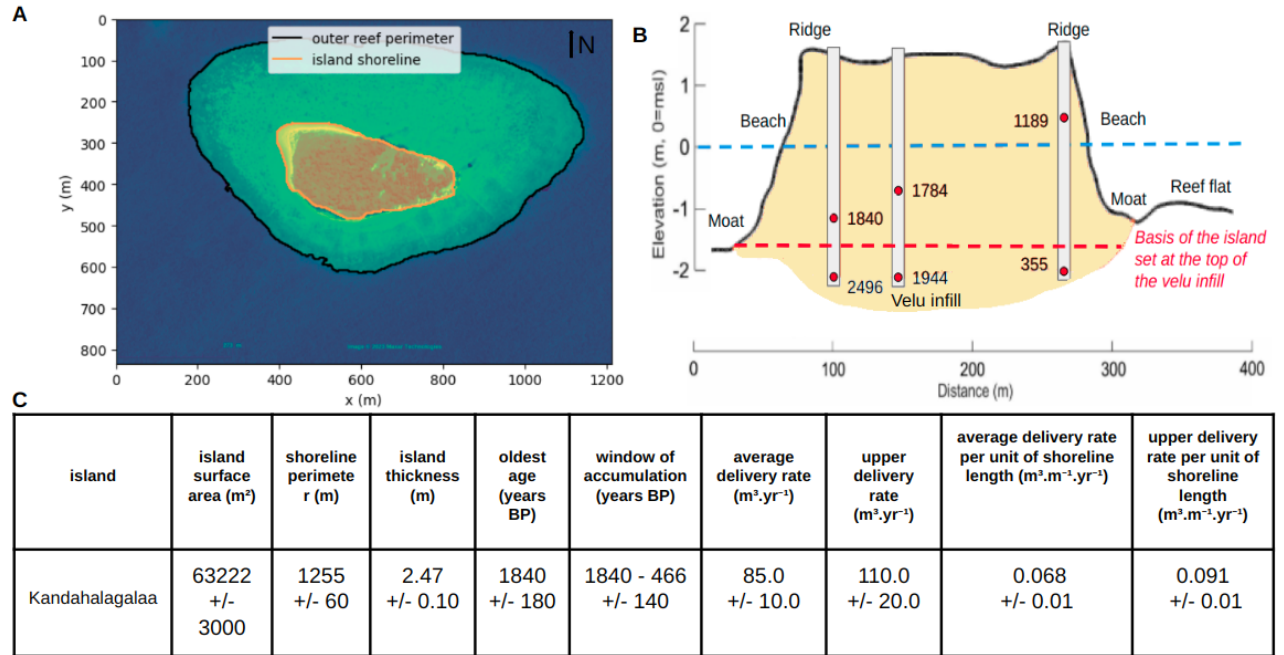 A
outer reef perimeter
island shoreline
N
0
100
200
300
400
500
600
700
800
y (m)
0
200
400
600
800
1000
1200
x (m)
B
Ridge
Ridge
2
1
0
-1
-2
Elevation (m, 0=msl)
Beach
Beach
Moat
Moat
Reef flat
1189
1784
1840
355
2496
1944
Velu infill
Basis of the island
set at the top of
the velu infill
0
100
200
300
400
Distance (m)
C
island
island
surface
area (m²)
shoreline
perimete
r (m)
island
thickness
(m)
oldest
age
(years
BP)
window of
accumulation
(years BP)
average
delivery rate
(m³.yr⁻¹)
upper
delivery
rate
(m³.yr⁻¹)
average delivery rate
per unit of shoreline
length (m³.m⁻¹.yr⁻¹)
upper delivery
rate per unit of
shoreline
length
(m³.m⁻¹.yr⁻¹)
Kandahalagalaa
63222
+/-
3000
1255
+/- 60
2.47
+/- 0.10
1840
+/- 180
1840 - 466
+/- 140
85.0
+/- 10.0
110.0
+/- 20.0
0.068
+/- 0.01
0.091
+/- 0.01